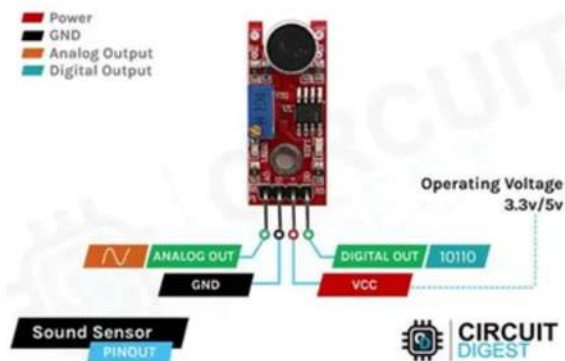 Power
GND
Analog Output
Digital Output
Operating Voltage
3.3v/5v
ANALOG OUT
DIGITAL OUT
10110
GND
VCC
Sound Sensor
PINOUT
CIRCUIT
DIGEST
CIRCUIT